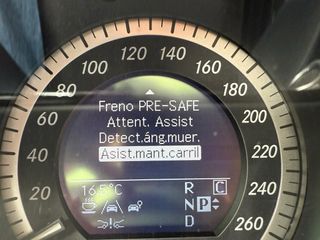 20
40
60
80
100
120
140
160
180
200
220
240
260
Freno PRE-SAFE
Attent. Assist
Detect.áng.muer.
Asist.mant.carril
16.5°C
R C
N P
D